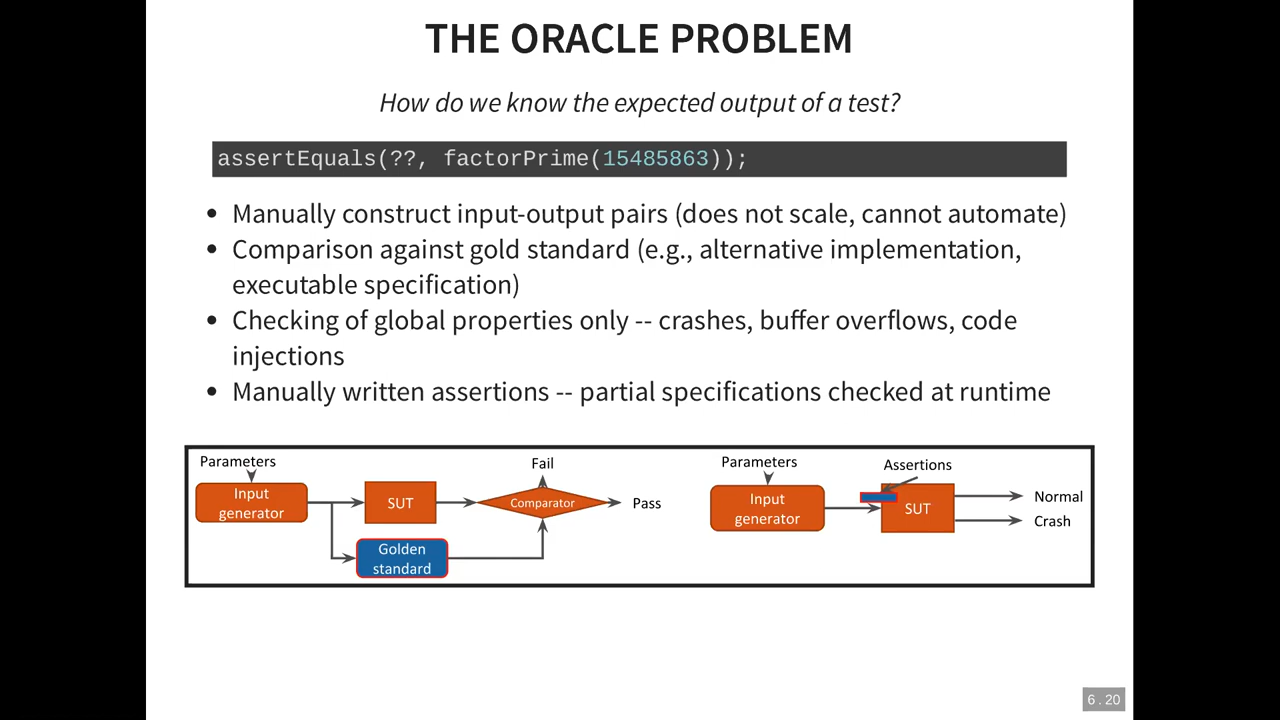 THE ORACLE PROBLEM
How do we know the expected output of a test?
assertEquals(??, factorPrime(15485863));
• Manually construct input-output pairs (does not scale, cannot automate)
• Comparison against gold standard (e.g., alternative implementation,
executable specification)
• Checking of global properties only -- crashes, buffer overflows, code
injections
• Manually written assertions -- partial specifications checked at runtime
Parameters
Input
generator
SUT
Golden
standard
Fail
Comparator
Pass
Parameters
Input
generator
Assertions
SUT
Normal
Crash
6 . 20